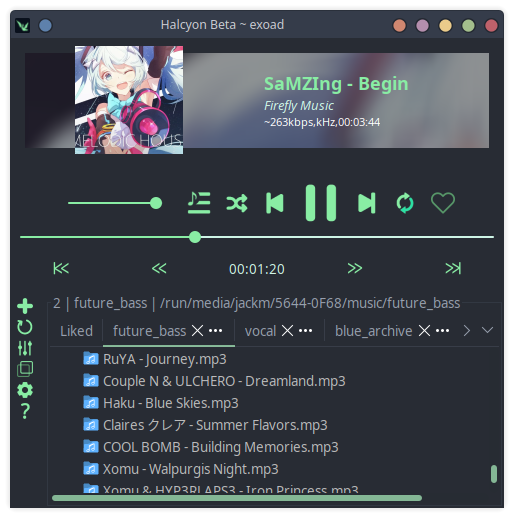 Halcyon Beta ~ exoad
MELODIC HOUSE
SaMZIng - Begin
Firefly Music
~263kbps,kHz,00:03:44
00:01:20
2 | future_bass | /run/media/jackm/5644-0F68/music/future_bass
Liked future_bass vocal blue_archive
RuYA - Journey.mp3
Couple N & ULCHERO - Dreamland.mp3
Haku - Blue Skies.mp3
Claires クレア - Summer Flavors.mp3
COOL BOMB - Building Memories.mp3
Xomu - Walpurgis Night.mp3
Xomu & HYP3RLAPS3 - Iron Princess.mp3
?